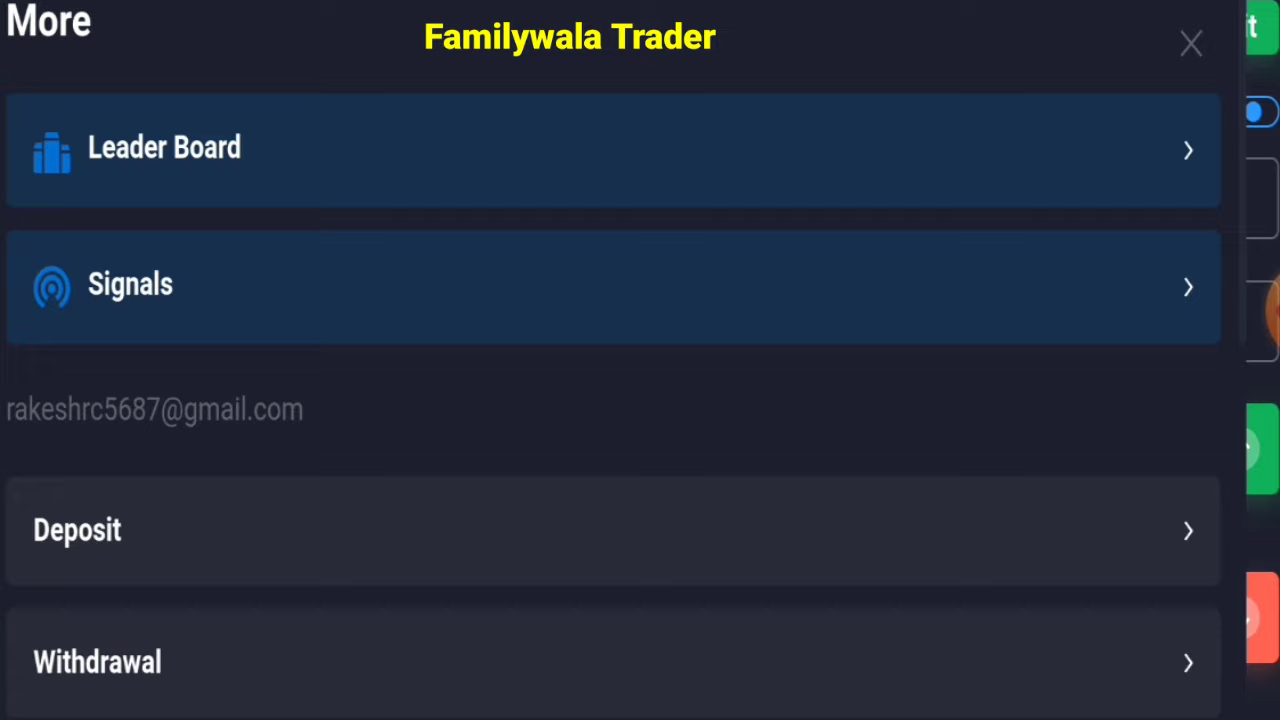 More
Familywala Trader
Leader Board
Signals
rakeshrc5687@gmail.com
Deposit
Withdrawal